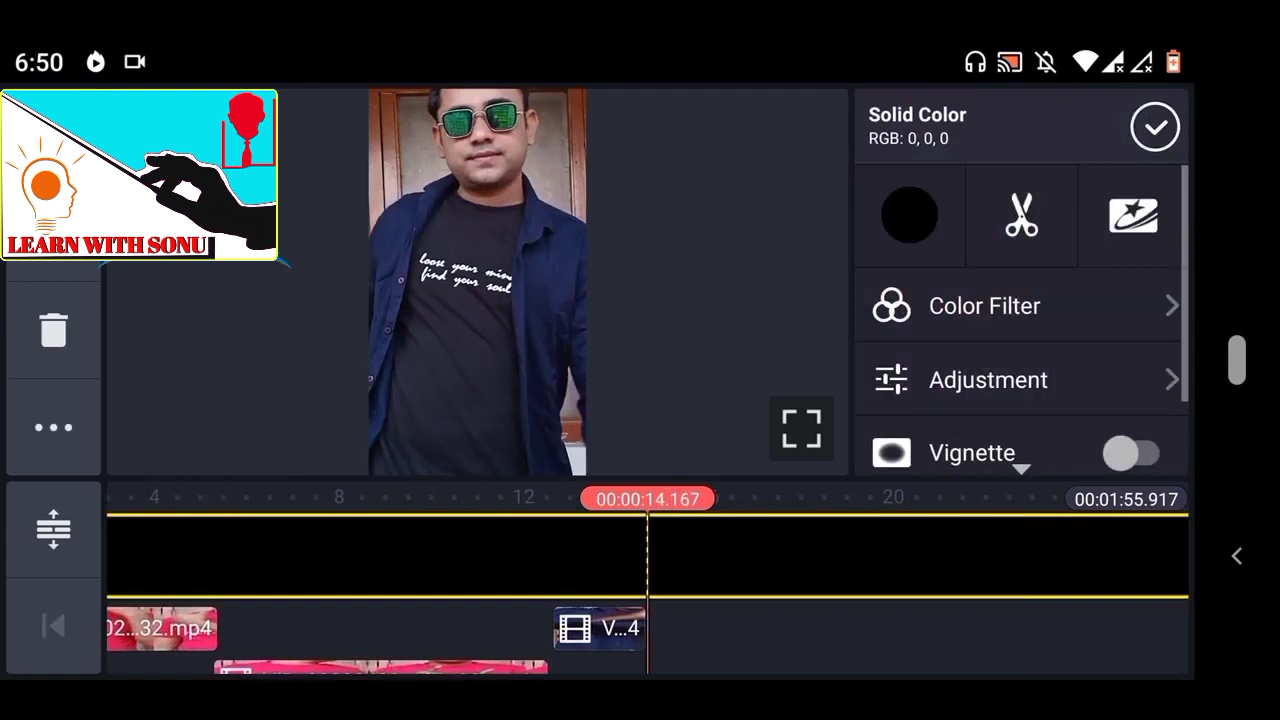 6:50
LEARN WITH SONU
loose your mind
find your soul
Solid Color
RGB: 0, 0, 0
Color Filter
Adjustment
Vignette
4
8
12
00:00:14.167
20
00:01:55.917
02...32.mp4
V...4